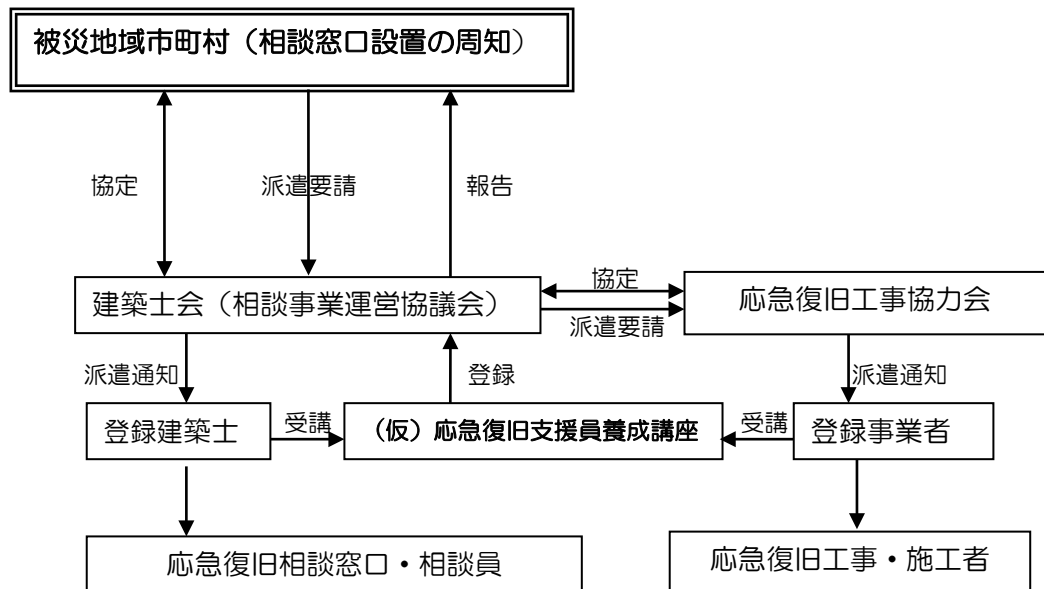 被災地域市町村（相談窓口設置の周知）
協定
派遣要請
報告
建築士会（相談事業運営協議会）
協定
派遣要請
応急復旧工事協力会
派遣通知
登録
派遣通知
登録建築士
受講
（仮）応急復旧支援員養成講座
受講
登録事業者
応急復旧相談窓口・相談員
応急復旧工事・施工者